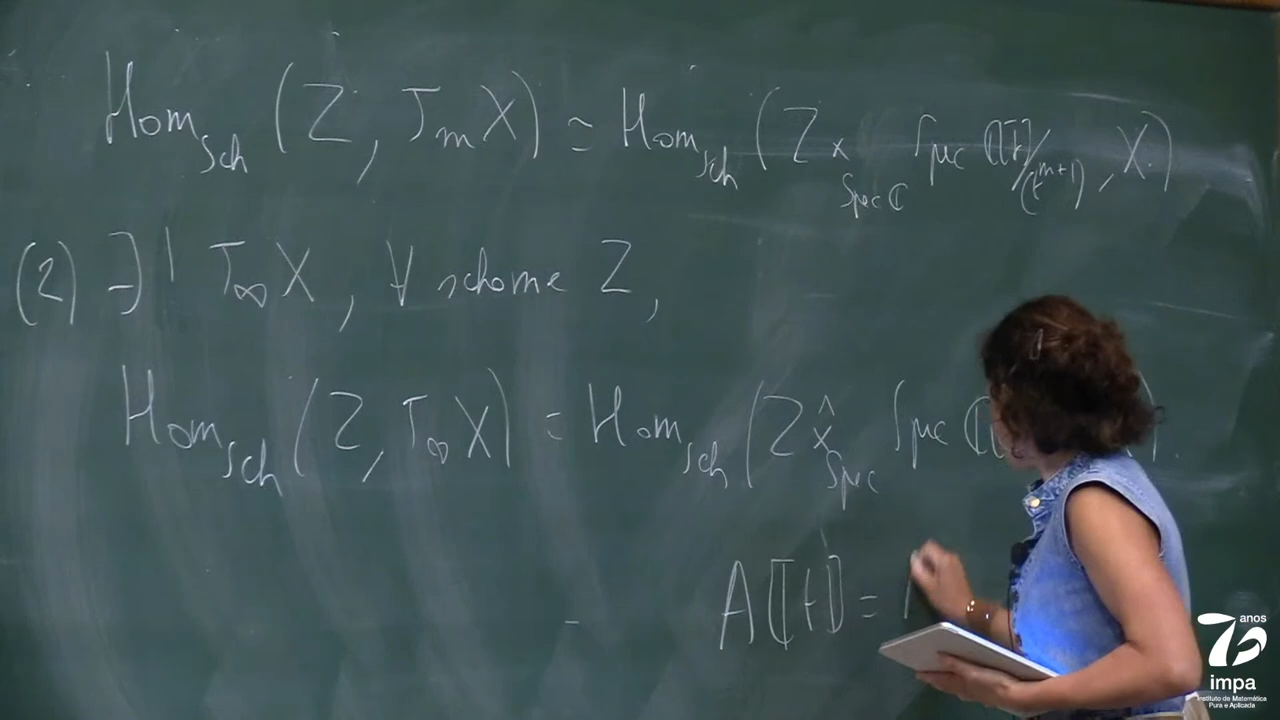 Hom_Sch (Z, J_m X) = Hom_Sch (Z ×_Spec ℂ Spec ℂ[t]/(t^{m+1}), X)
(2) ∃! J_∞ X, ∀ scheme Z,
Hom_Sch (Z, J_∞ X) = Hom_Sch (Z ×̂_Spec Spec ℂ ).
A⟦t⟧ =
70 anos
impa
Instituto de Matemática
Pura e Aplicada